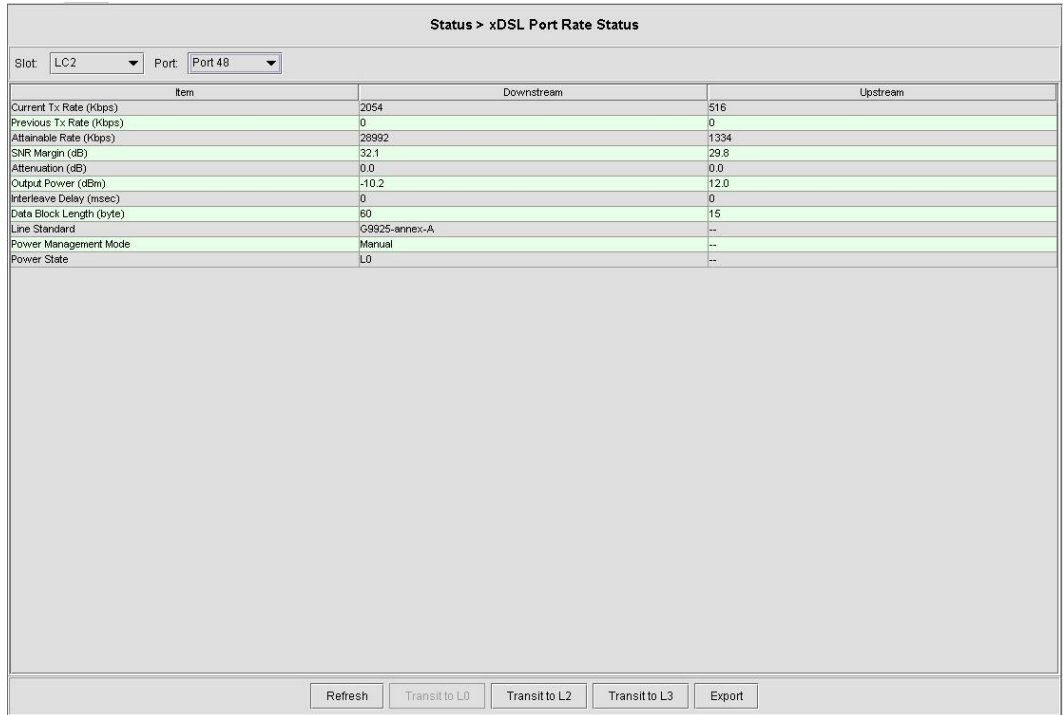 Status > xDSL Port Rate Status
Slot: LC2 Port: Port 48
Item Downstream Upstream
Current Tx Rate (Kbps) 2054 516
Previous Tx Rate (Kbps) 0 0
Attainable Rate (Kbps) 28992 1334
SNR Margin (dB) 32.1 29.8
Attenuation (dB) 0.0 0.0
Output Power (dBm) -10.2 12.0
Interleave Delay (msec) 0 0
Data Block Length (byte) 60 15
Line Standard G9925-annex-A --
Power Management Mode Manual --
Power State L0 --
Refresh Transit to L0 Transit to L2 Transit to L3 Export